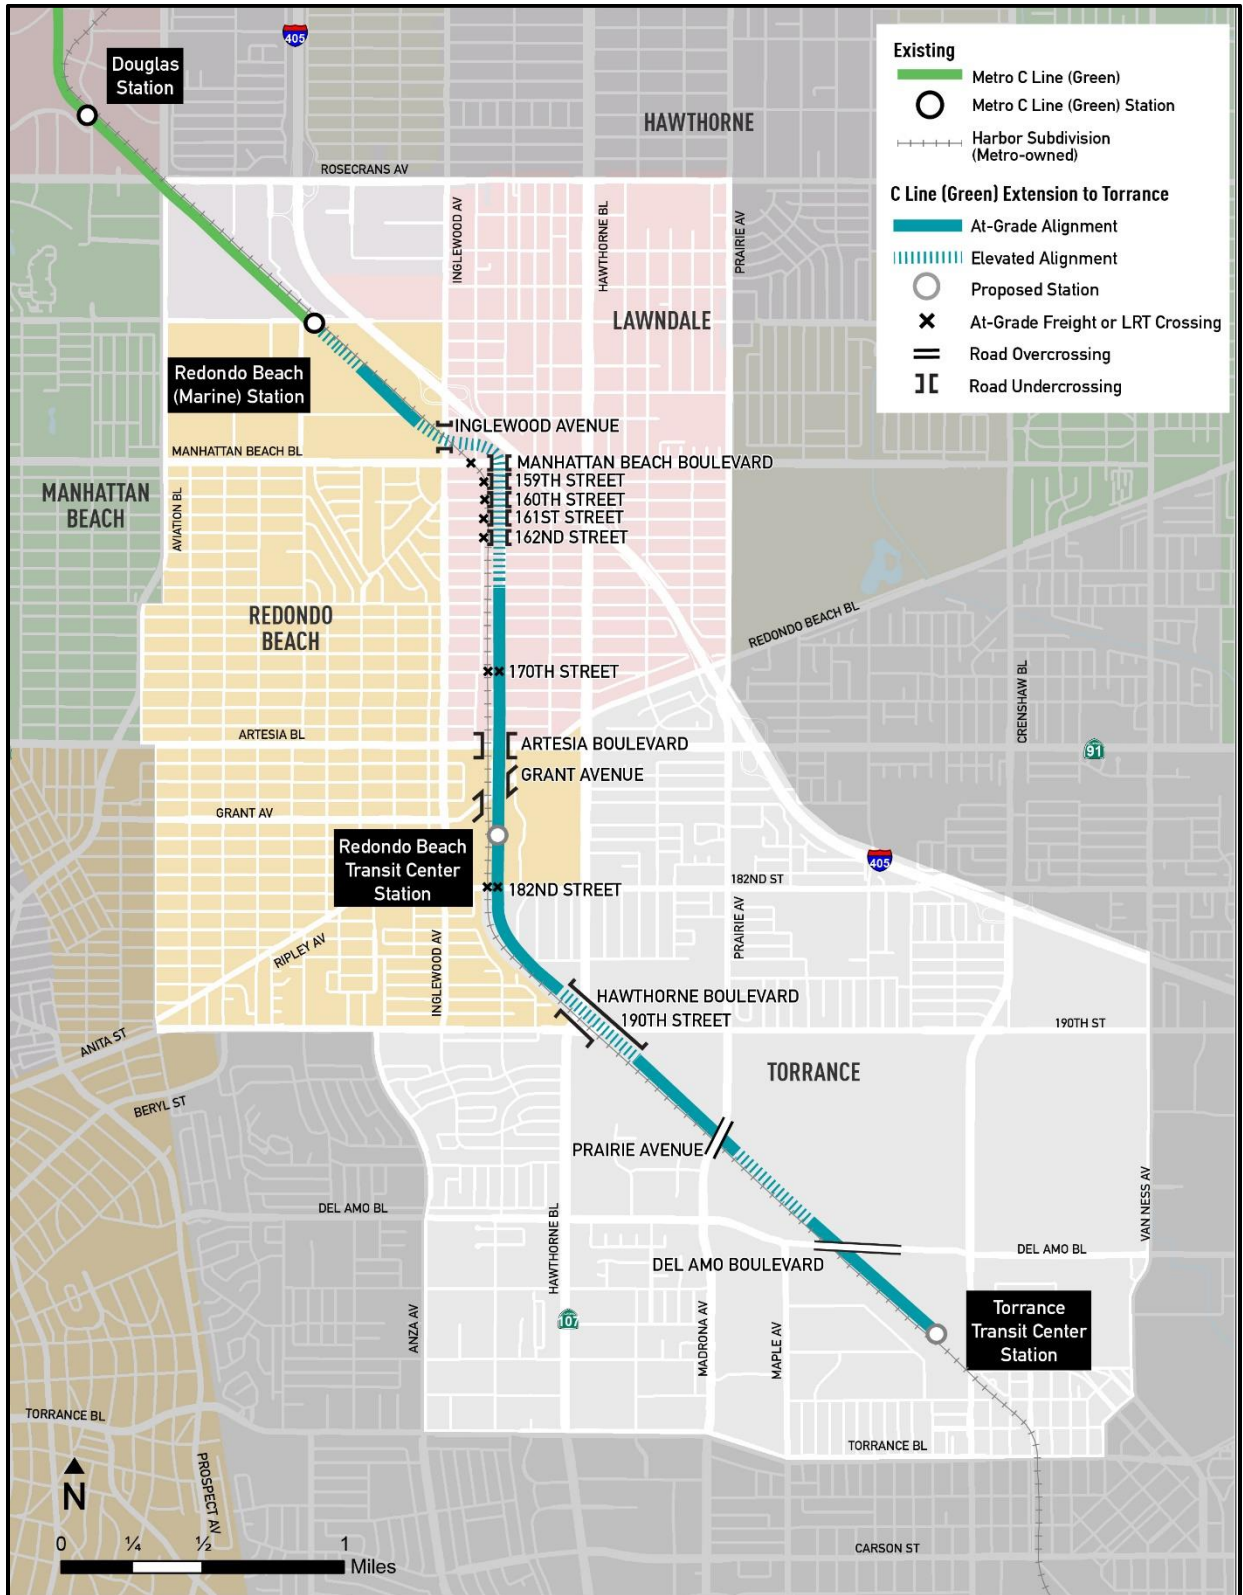 405
Douglas
Station
HAWTHORNE
Existing
Metro C Line (Green)
Metro C Line (Green) Station
Harbor Subdivision
(Metro-owned)
C Line (Green) Extension to Torrance
At-Grade Alignment
Elevated Alignment
Proposed Station
At-Grade Freight or LRT Crossing
Road Overcrossing
Road Undercrossing
ROSECRANS AV
INGLEWOOD AV
HAWTHORNE BL
PRAIRIE AV
LAWNDALE
Redondo Beach
(Marine) Station
INGLEWOOD AVENUE
MANHATTAN BEACH BL
MANHATTAN BEACH BOULEVARD
159TH STREET
160TH STREET
161ST STREET
162ND STREET
MANHATTAN
BEACH
AVIATION BL
REDONDO
BEACH
REDONDO BEACH BL
170TH STREET
CRENSHAW BL
ARTESIA BL
ARTESIA BOULEVARD
91
GRANT AVENUE
GRANT AV
Redondo Beach
Transit Center
Station
405
182ND STREET
182ND ST
PRAIRIE AV
RIPLEY AV
INGLEWOOD AV
HAWTHORNE BOULEVARD
190TH STREET
190TH ST
ANITA ST
TORRANCE
BERYL ST
PRAIRIE AVENUE
VAN NESS AV
DEL AMO BL
HAWTHORNE BL
DEL AMO BL
DEL AMO BOULEVARD
107
ANZA AV
MADRONA AV
MAPLE AV
Torrance
Transit Center
Station
TORRANCE BL
TORRANCE BL
PROSPECT AV
N
0 ¼ ½ 1
Miles
CARSON ST